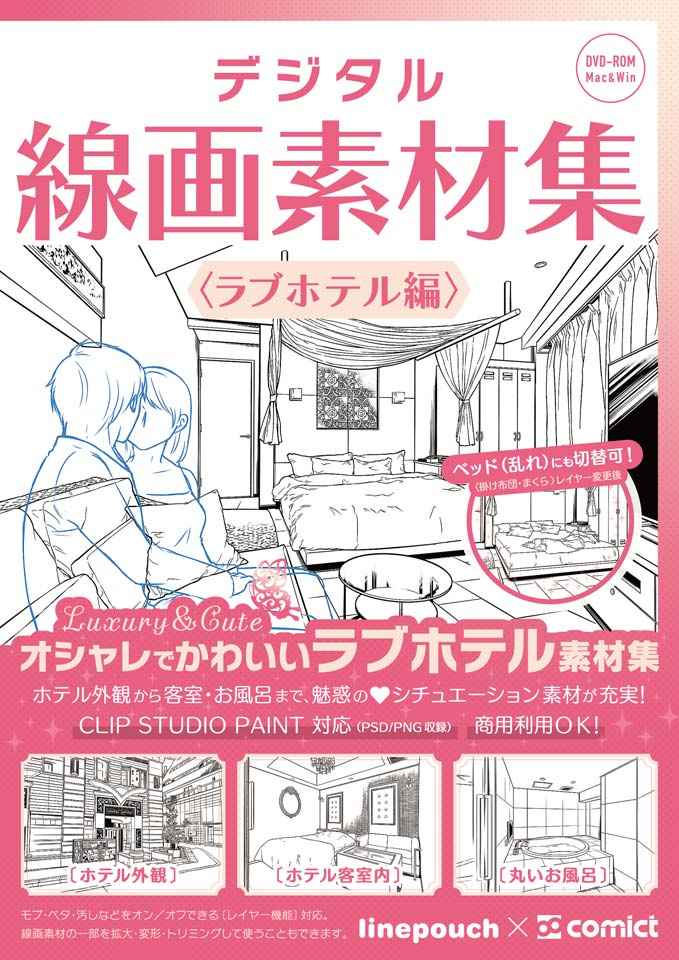 DVD-ROM
Mac&Win
デジタル
線画素材集
〈ラブホテル編〉
ベッド(乱れ)にも切替可!
(掛け布団・まくら)レイヤー変更後
Luxury&Cute
オシャレでかわいいラブホテル素材集
ホテル外観から客室・お風呂まで、魅惑の♥シチュエーション素材が充実!
CLIP STUDIO PAINT 対応(PSD/PNG収録) 商用利用OK!
〔ホテル外観〕
〔ホテル客室内〕
〔丸いお風呂〕
モブ・ベタ・汚しなどをオン/オフできる〔レイヤー機能〕対応。
線画素材の一部を拡大・変形・トリミングして使うこともできます。
linepouch × comict